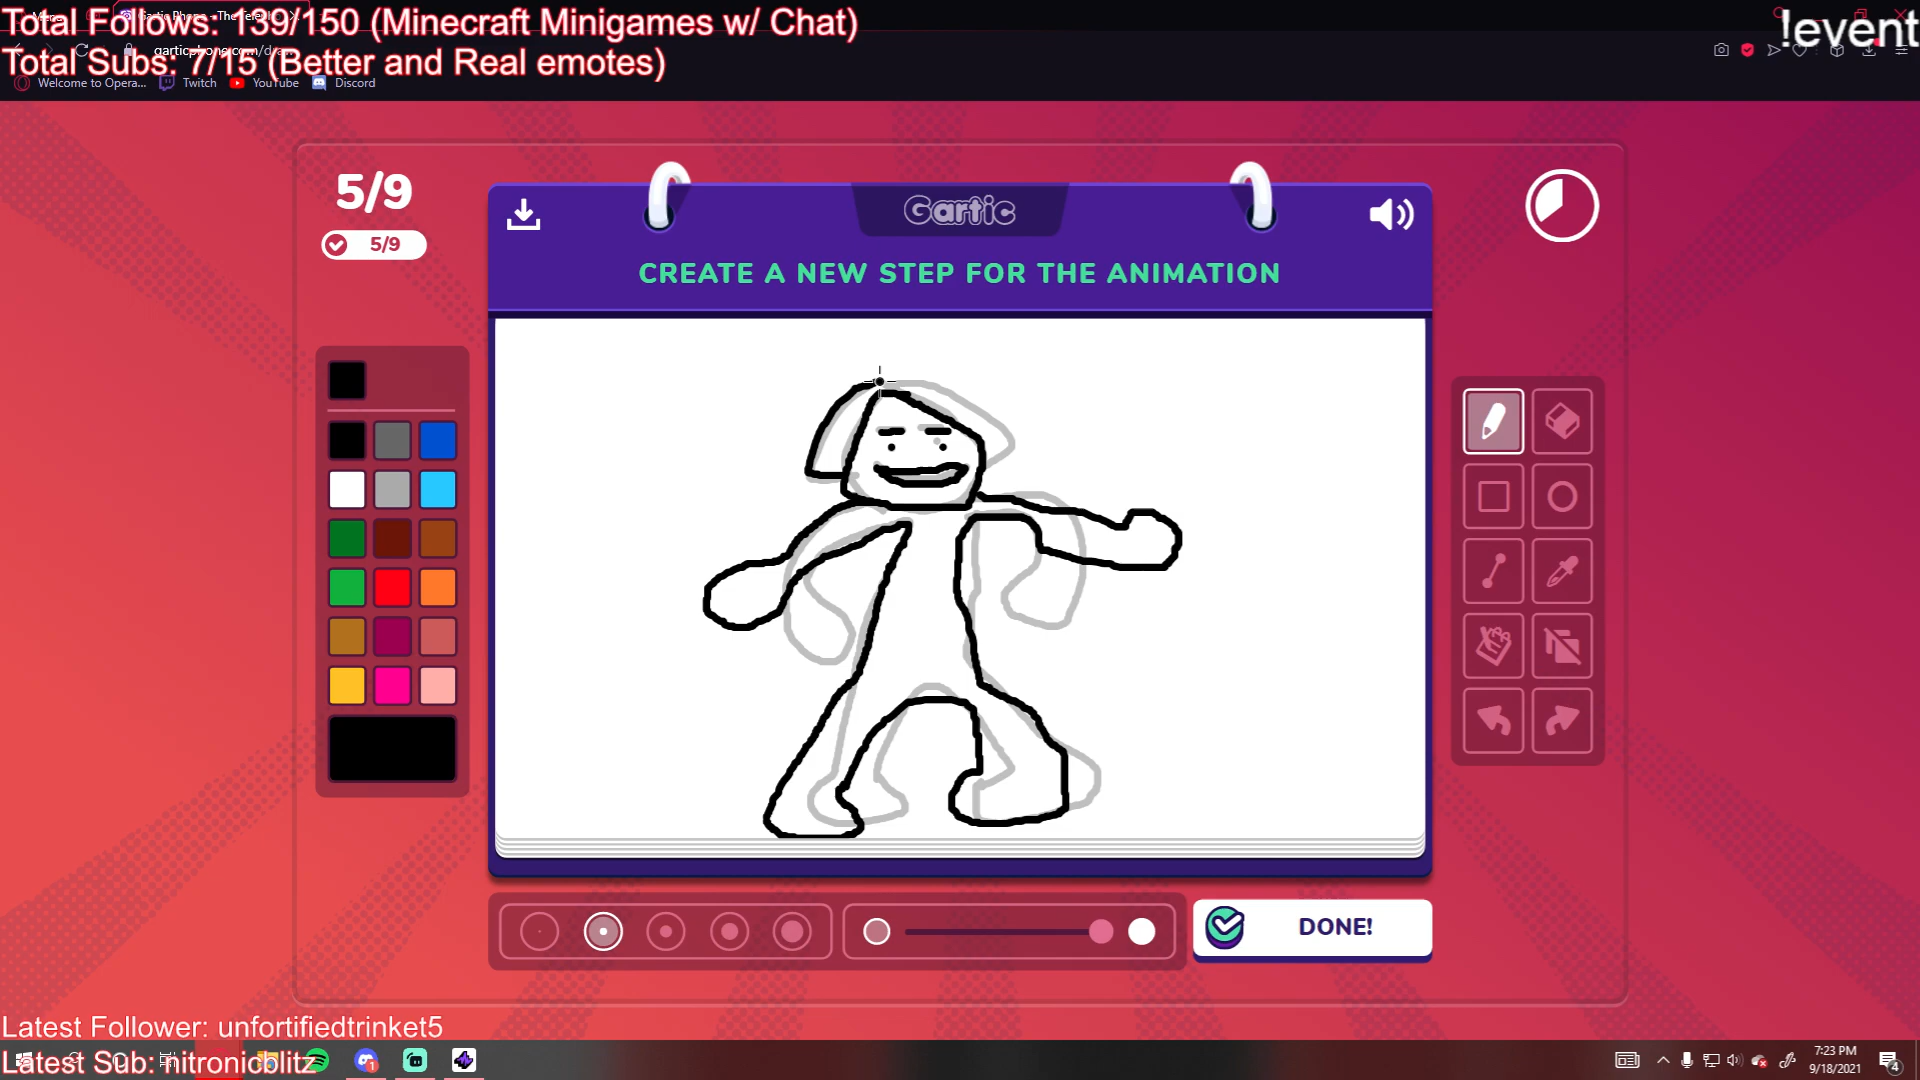 Total Follows: 139/150 (Minecraft Minigames w/ Chat)
!event
Total Subs: 7/15 (Better and Real emotes)
Welcome to Opera...
Twitch
YouTube
Discord
5/9
5/9
Gartic
CREATE A NEW STEP FOR THE ANIMATION
DONE!
Latest Follower: unfortifiedtrinket5
Latest Sub: nitronicblitz
1
7:23 PM
9/18/2021
4